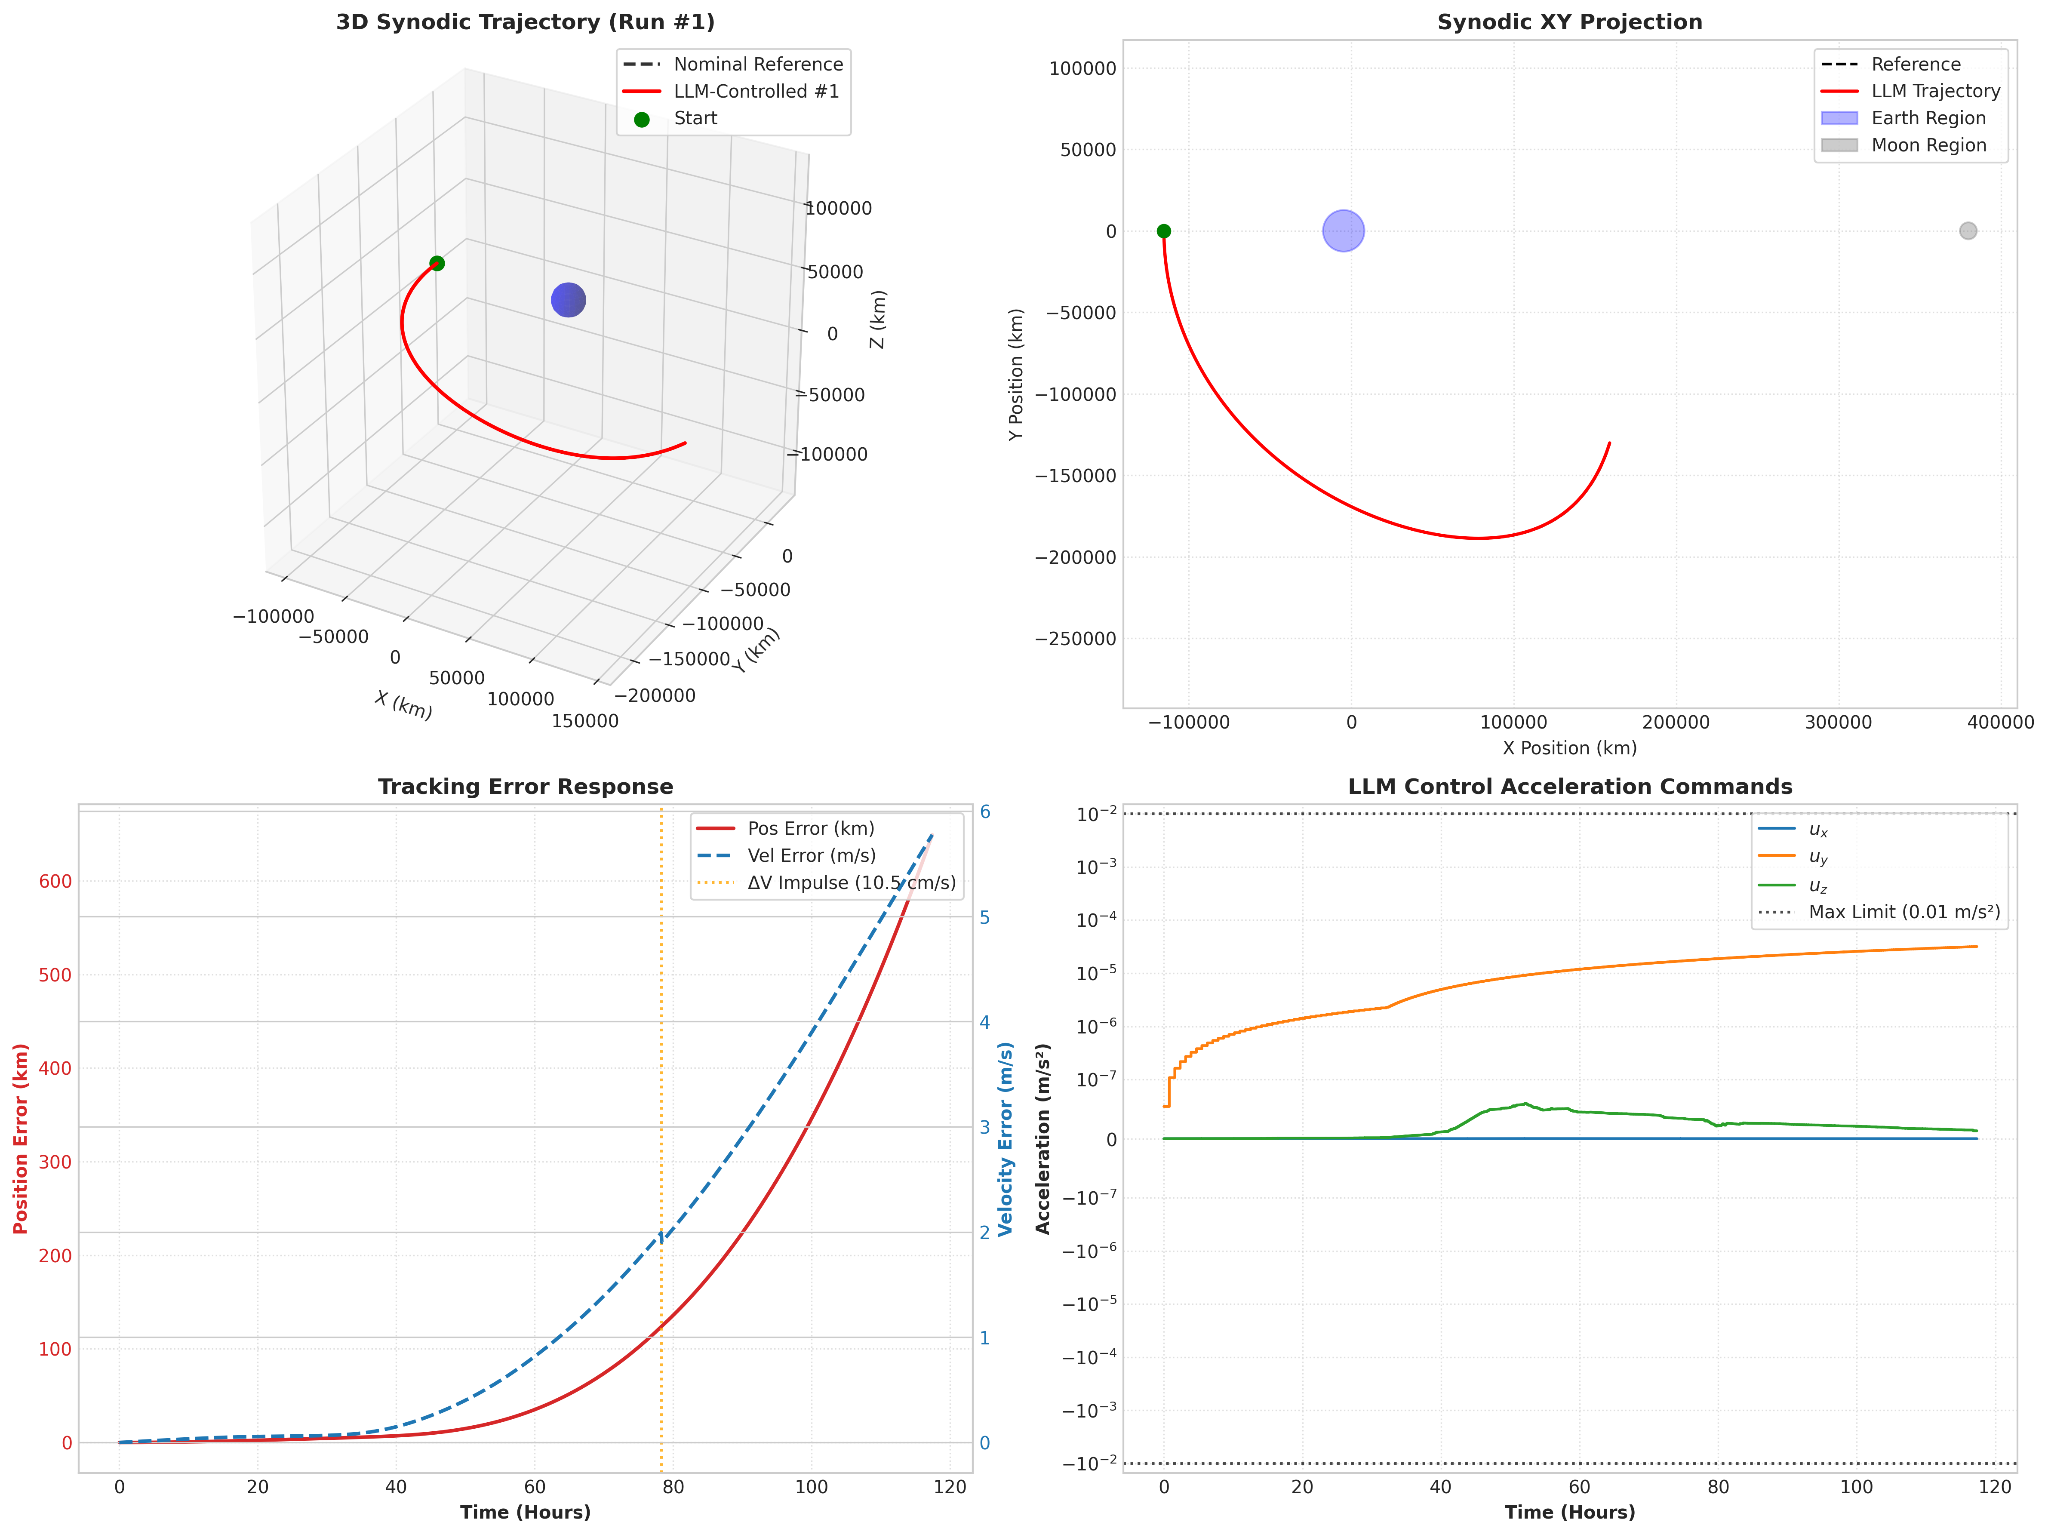 3D Synodic Trajectory (Run #1)
Nominal Reference
LLM-Controlled #1
Start
100000
50000
0
−50000
−100000
Z (km)
0
−50000
−100000
−150000
−200000
Y (km)
−100000
−50000
0
50000
100000
150000
X (km)
Synodic XY Projection
Reference
LLM Trajectory
Earth Region
Moon Region
100000
50000
0
−50000
−100000
−150000
−200000
−250000
Y Position (km)
−100000
0
100000
200000
300000
400000
X Position (km)
Tracking Error Response
Pos Error (km)
Vel Error (m/s)
ΔV Impulse (10.5 cm/s)
600
500
400
300
200
100
0
Position Error (km)
6
5
4
3
2
1
0
Velocity Error (m/s)
0
20
40
60
80
100
120
Time (Hours)
LLM Control Acceleration Commands
u_x
u_y
u_z
Max Limit (0.01 m/s²)
10⁻²
10⁻³
10⁻⁴
10⁻⁵
10⁻⁶
10⁻⁷
0
−10⁻⁷
−10⁻⁶
−10⁻⁵
−10⁻⁴
−10⁻³
−10⁻²
Acceleration (m/s²)
0
20
40
60
80
100
120
Time (Hours)